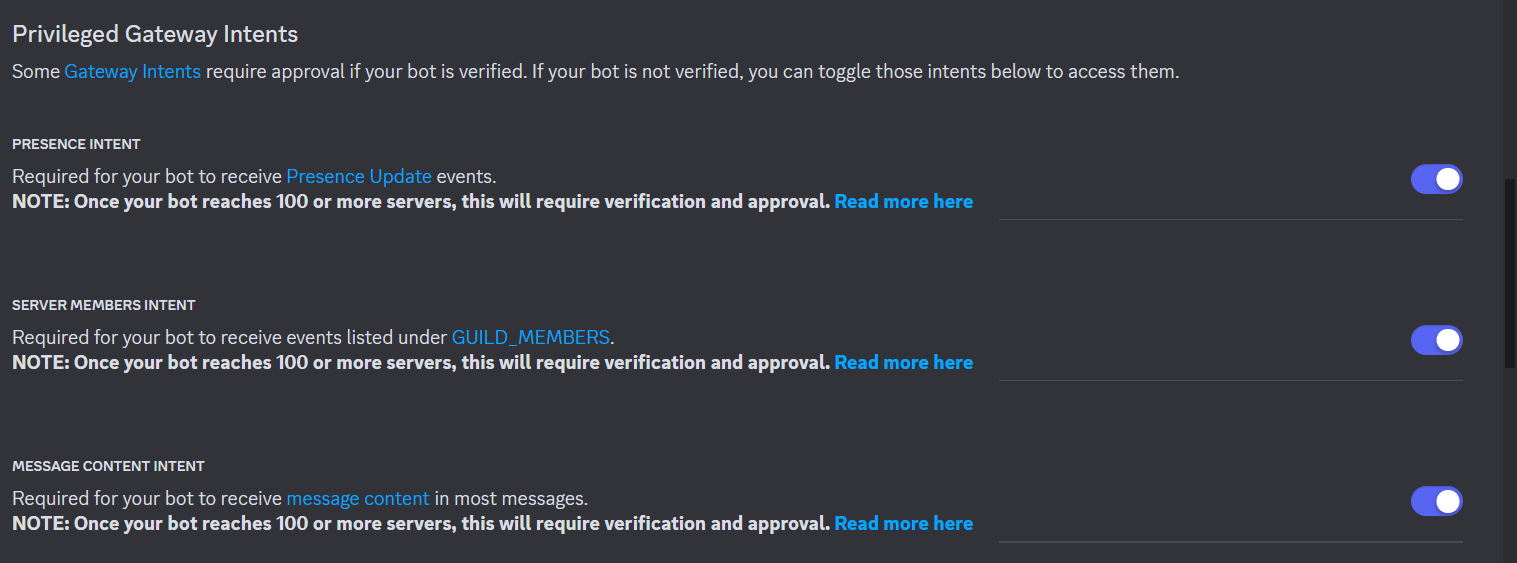 Privileged Gateway Intents
Some Gateway Intents require approval if your bot is verified. If your bot is not verified, you can toggle those intents below to access them.
PRESENCE INTENT
Required for your bot to receive Presence Update events.
NOTE: Once your bot reaches 100 or more servers, this will require verification and approval. Read more here
SERVER MEMBERS INTENT
Required for your bot to receive events listed under GUILD_MEMBERS.
NOTE: Once your bot reaches 100 or more servers, this will require verification and approval. Read more here
MESSAGE CONTENT INTENT
Required for your bot to receive message content in most messages.
NOTE: Once your bot reaches 100 or more servers, this will require verification and approval. Read more here